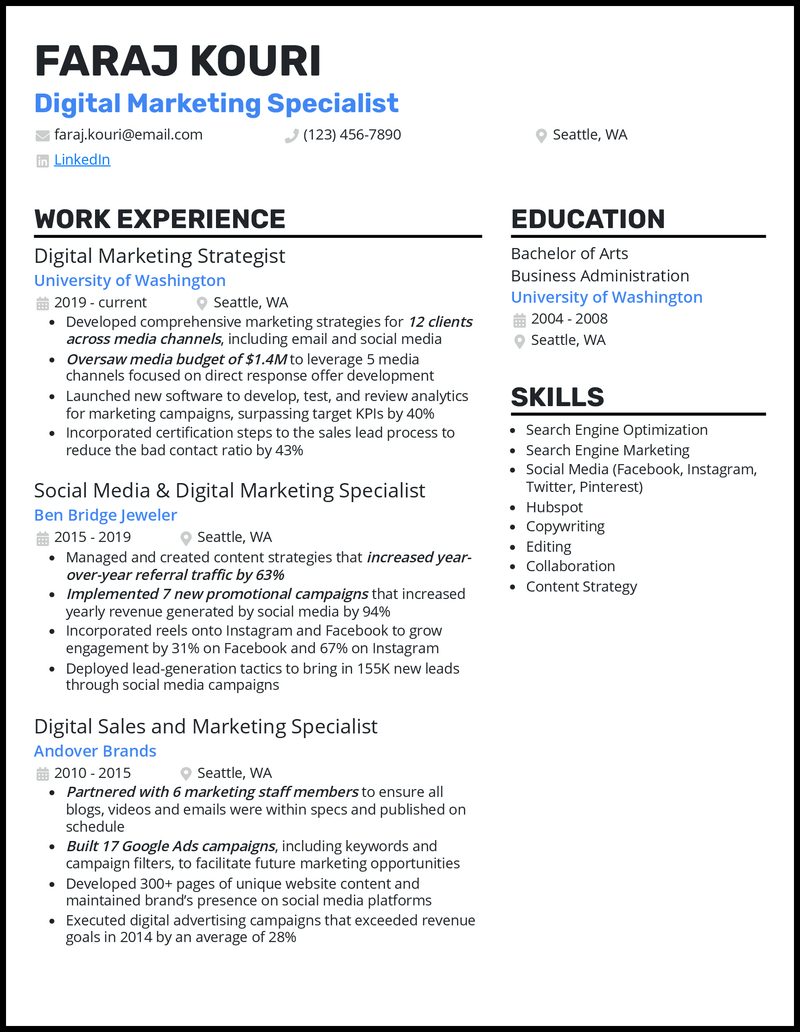 FARAJ KOURI
Digital Marketing Specialist
faraj.kouri@email.com (123) 456-7890 Seattle, WA
LinkedIn
WORK EXPERIENCE
Digital Marketing Strategist
University of Washington
2019 - current Seattle, WA
• Developed comprehensive marketing strategies for 12 clients
across media channels, including email and social media
• Oversaw media budget of $1.4M to leverage 5 media
channels focused on direct response offer development
• Launched new software to develop, test, and review analytics
for marketing campaigns, surpassing target KPIs by 40%
• Incorporated certification steps to the sales lead process to
reduce the bad contact ratio by 43%
Social Media & Digital Marketing Specialist
Ben Bridge Jeweler
2015 - 2019 Seattle, WA
• Managed and created content strategies that increased year-
over-year referral traffic by 63%
• Implemented 7 new promotional campaigns that increased
yearly revenue generated by social media by 94%
• Incorporated reels onto Instagram and Facebook to grow
engagement by 31% on Facebook and 67% on Instagram
• Deployed lead-generation tactics to bring in 155K new leads
through social media campaigns
Digital Sales and Marketing Specialist
Andover Brands
2010 - 2015 Seattle, WA
• Partnered with 6 marketing staff members to ensure all
blogs, videos and emails were within specs and published on
schedule
• Built 17 Google Ads campaigns, including keywords and
campaign filters, to facilitate future marketing opportunities
• Developed 300+ pages of unique website content and
maintained brand’s presence on social media platforms
• Executed digital advertising campaigns that exceeded revenue
goals in 2014 by an average of 28%
EDUCATION
Bachelor of Arts
Business Administration
University of Washington
2004 - 2008
Seattle, WA
SKILLS
• Search Engine Optimization
• Search Engine Marketing
• Social Media (Facebook, Instagram,
Twitter, Pinterest)
• Hubspot
• Copywriting
• Editing
• Collaboration
• Content Strategy